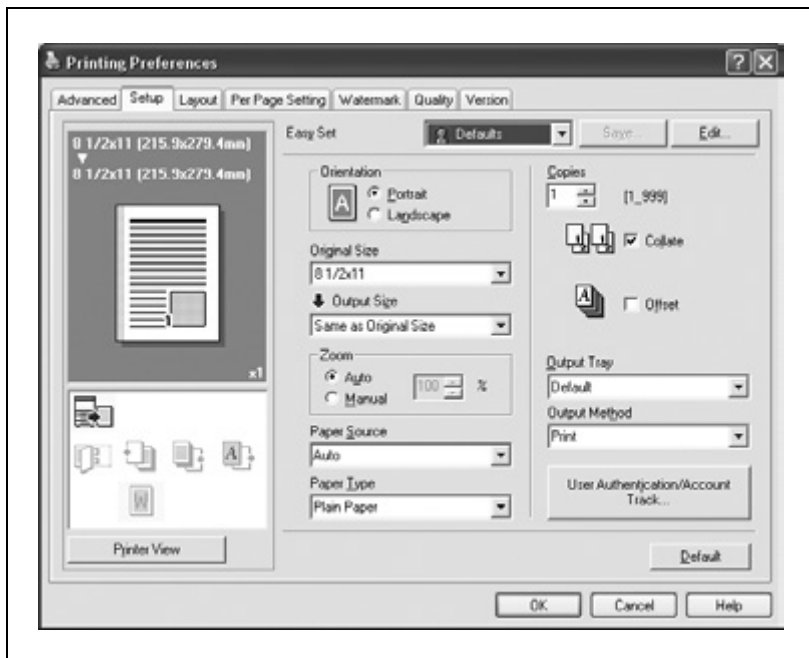 Printing Preferences
Advanced Setup Layout Per Page Setting Watermark Quality Version
8 1/2x11 (215.9x279.4mm)
8 1/2x11 (215.9x279.4mm)
1
x1
Printer View
Easy Set Defaults Save... Edit...
Orientation
A
Portrait
Landscape
Original Size
8 1/2x11
Output Size
Same as Original Size
Zoom
Auto
Manual
100 %
Paper Source
Auto
Paper Type
Plain Paper
Copies
1 (1_999)
Collate
A
Offset
Output Tray
Default
Output Method
Print
User Authentication/Account
Track...
A
W
Default
OK Cancel Help